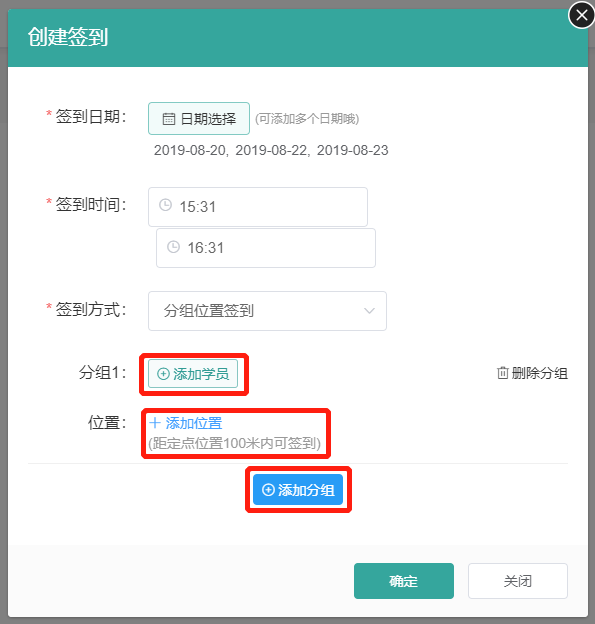 创建签到
* 签到日期： 日期选择 (可添加多个日期哦)
2019-08-20, 2019-08-22, 2019-08-23
* 签到时间： 15:31
16:31
* 签到方式： 分组位置签到
分组1： 添加学员 删除分组
位置： 添加位置
(距定点位置100米内可签到)
添加分组
确定 关闭